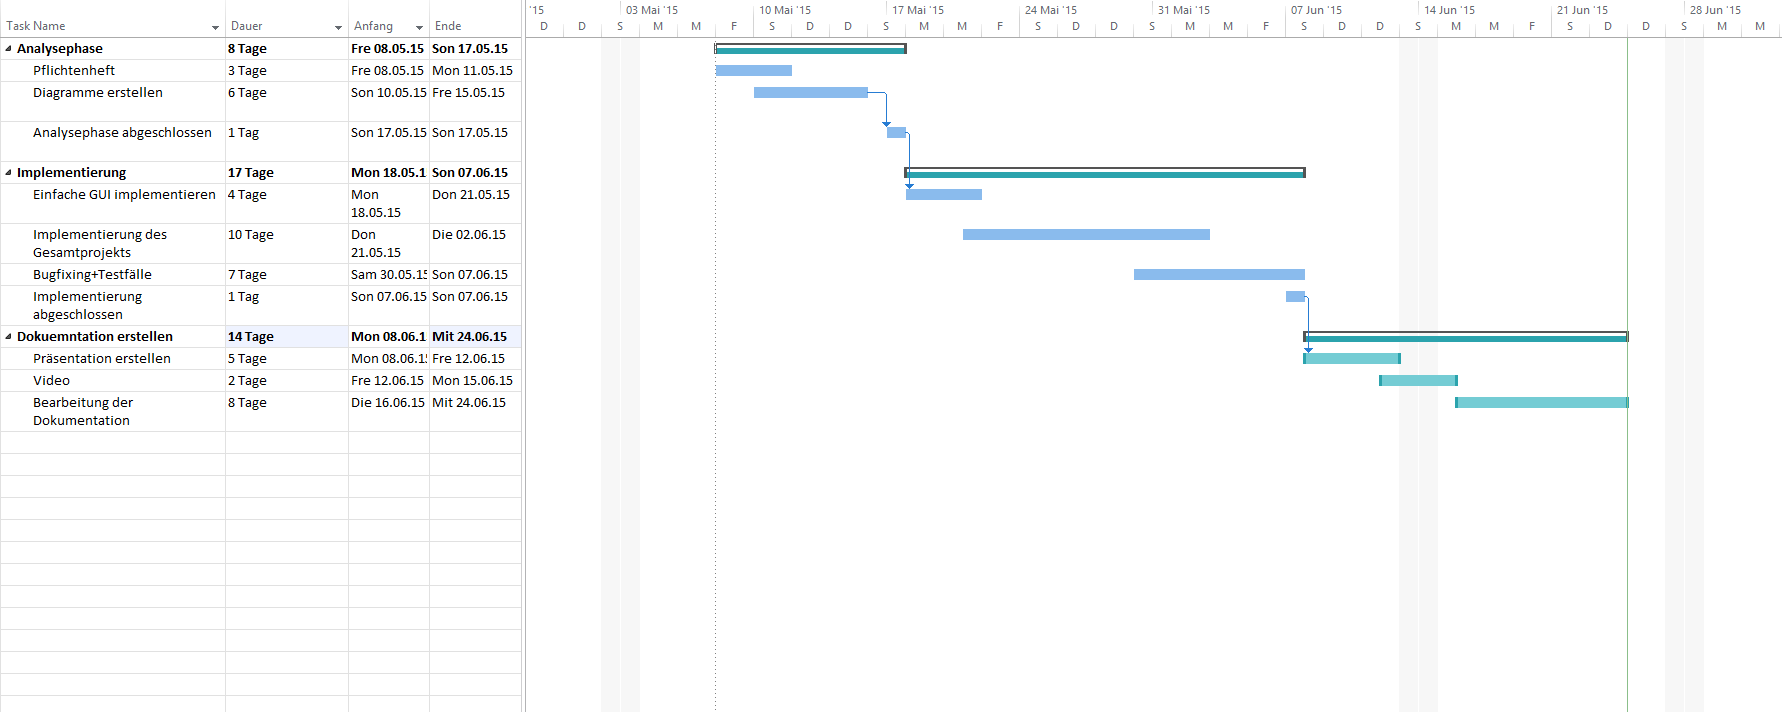 '15 03 Mai '15 10 Mai '15 17 Mai '15 24 Mai '15 31 Mai '15 07 Jun '15 14 Jun '15 21 Jun '15 28 Jun '15
Task Name Dauer Anfang Ende D D S M M F S D D S M M F S D D S M M F S D D S M M F S D D S M M
Analysephase 8 Tage Fre 08.05.15 Son 17.05.15
Pflichtenheft 3 Tage Fre 08.05.15 Mon 11.05.15
Diagramme erstellen 6 Tage Son 10.05.15 Fre 15.05.15
Analysephase abgeschlossen 1 Tag Son 17.05.15 Son 17.05.15
Implementierung 17 Tage Mon 18.05.1 Son 07.06.15
Einfache GUI implementieren 4 Tage Mon 18.05.15 Don 21.05.15
Implementierung des Gesamtprojekts 10 Tage Don 21.05.15 Die 02.06.15
Bugfixing+Testfälle 7 Tage Sam 30.05.15 Son 07.06.15
Implementierung abgeschlossen 1 Tag Son 07.06.15 Son 07.06.15
Dokuemntation erstellen 14 Tage Mon 08.06.1 Mit 24.06.15
Präsentation erstellen 5 Tage Mon 08.06.15 Fre 12.06.15
Video 2 Tage Fre 12.06.15 Mon 15.06.15
Bearbeitung der Dokumentation 8 Tage Die 16.06.15 Mit 24.06.15